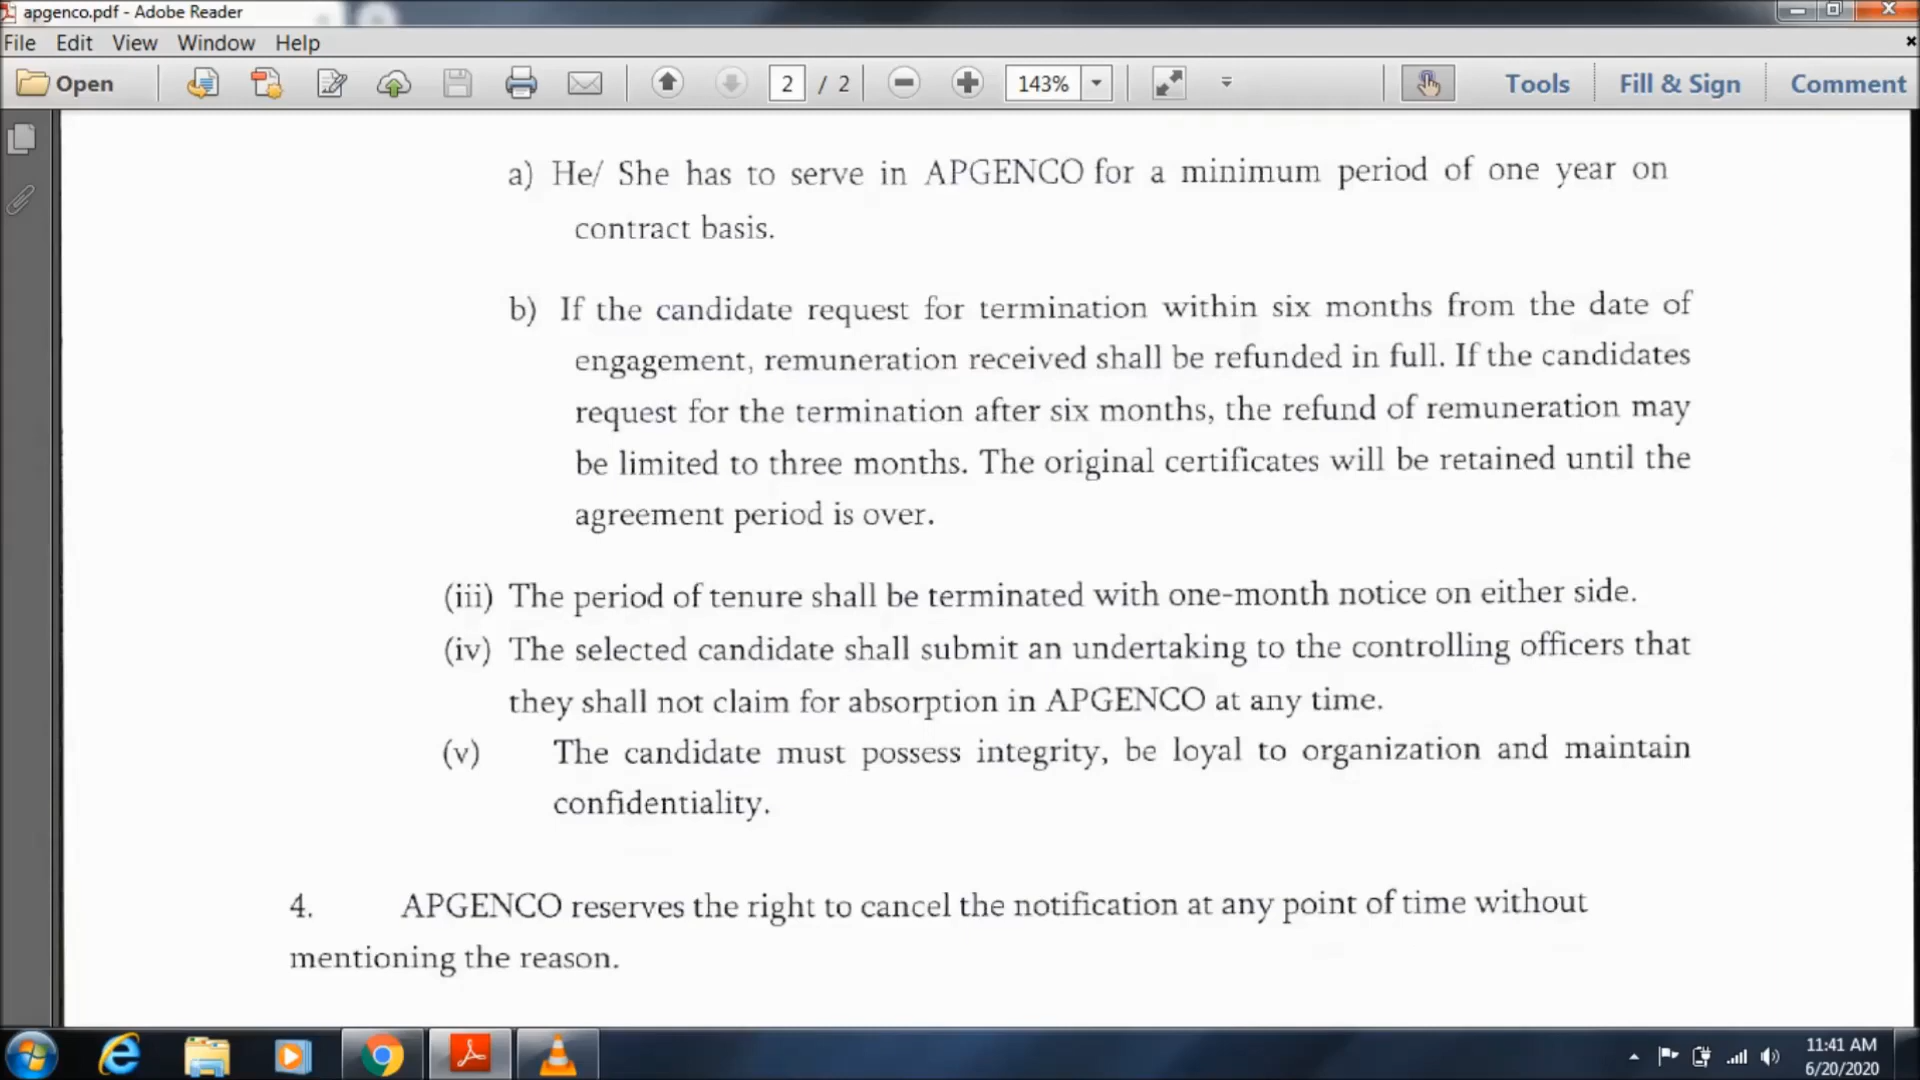 apgenco.pdf - Adobe Reader
File Edit View Window Help
Open 2 / 2 143% Tools Fill & Sign Comment
a) He/ She has to serve in APGENCO for a minimum period of one year on
contract basis.
b) If the candidate request for termination within six months from the date of
engagement, remuneration received shall be refunded in full. If the candidates
request for the termination after six months, the refund of remuneration may
be limited to three months. The original certificates will be retained until the
agreement period is over.
(iii) The period of tenure shall be terminated with one-month notice on either side.
(iv) The selected candidate shall submit an undertaking to the controlling officers that
they shall not claim for absorption in APGENCO at any time.
(v) The candidate must possess integrity, be loyal to organization and maintain
confidentiality.
4. APGENCO reserves the right to cancel the notification at any point of time without
mentioning the reason.
11:41 AM
6/20/2020